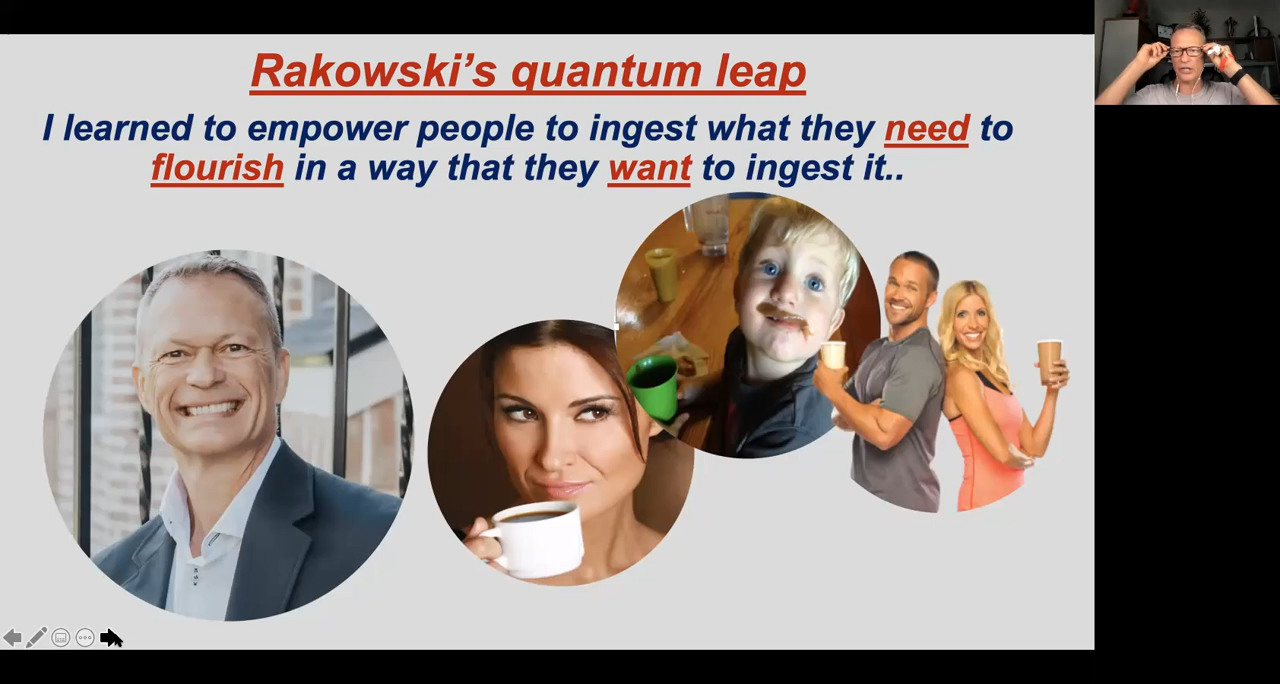 Rakowski’s quantum leap
I learned to empower people to ingest what they need to
flourish in a way that they want to ingest it..